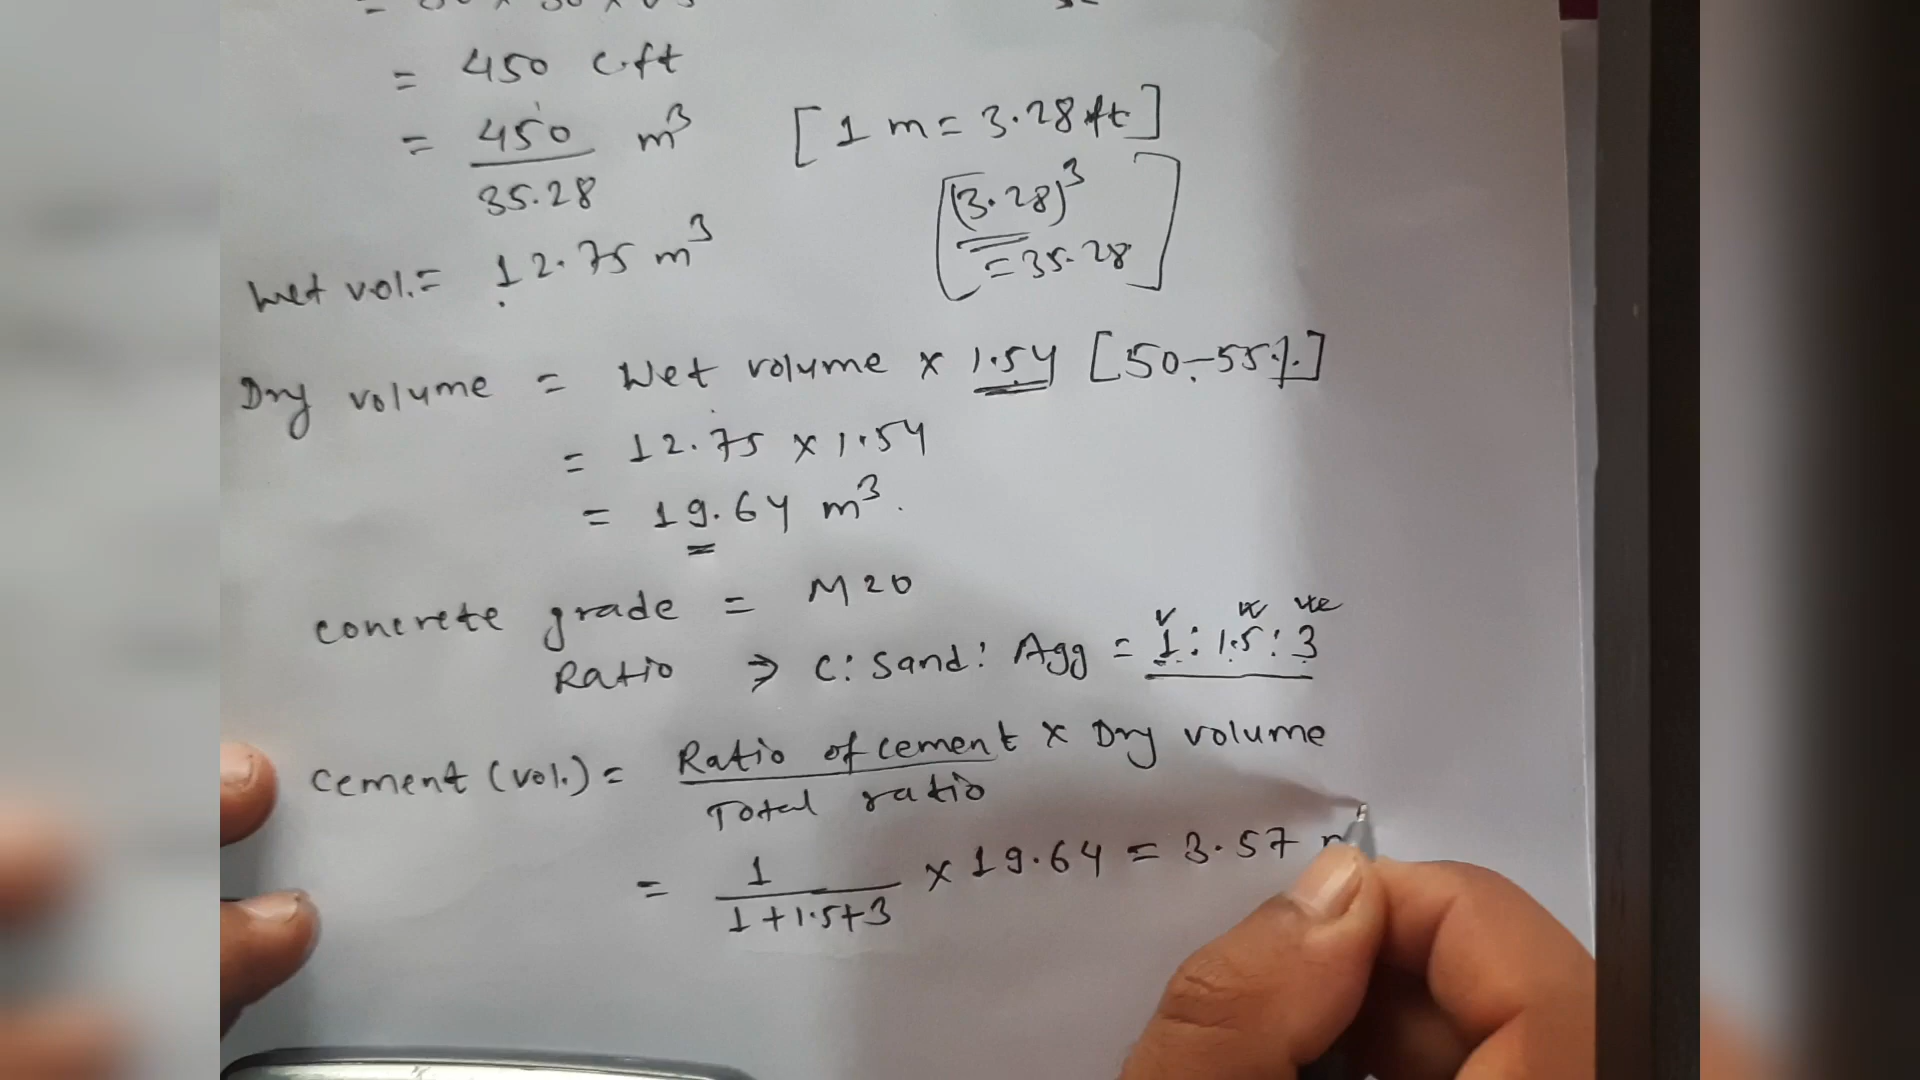 = 450 c.ft
= 450/35.28 m³ [1 m = 3.28 ft]
[(3.28)³ = 35.28]
Wet vol. = 12.75 m³
Dry volume = Wet volume × 1.54 [50-55%.]
= 12.75 × 1.54
= 19.64 m³.
concrete grade = M20
Ratio ⇒ C: Sand: Agg = 1: 1.5: 3
cement (vol.) = Ratio of cement/Total ratio × Dry volume
= 1/1+1.5+3 × 19.64 = 3.57